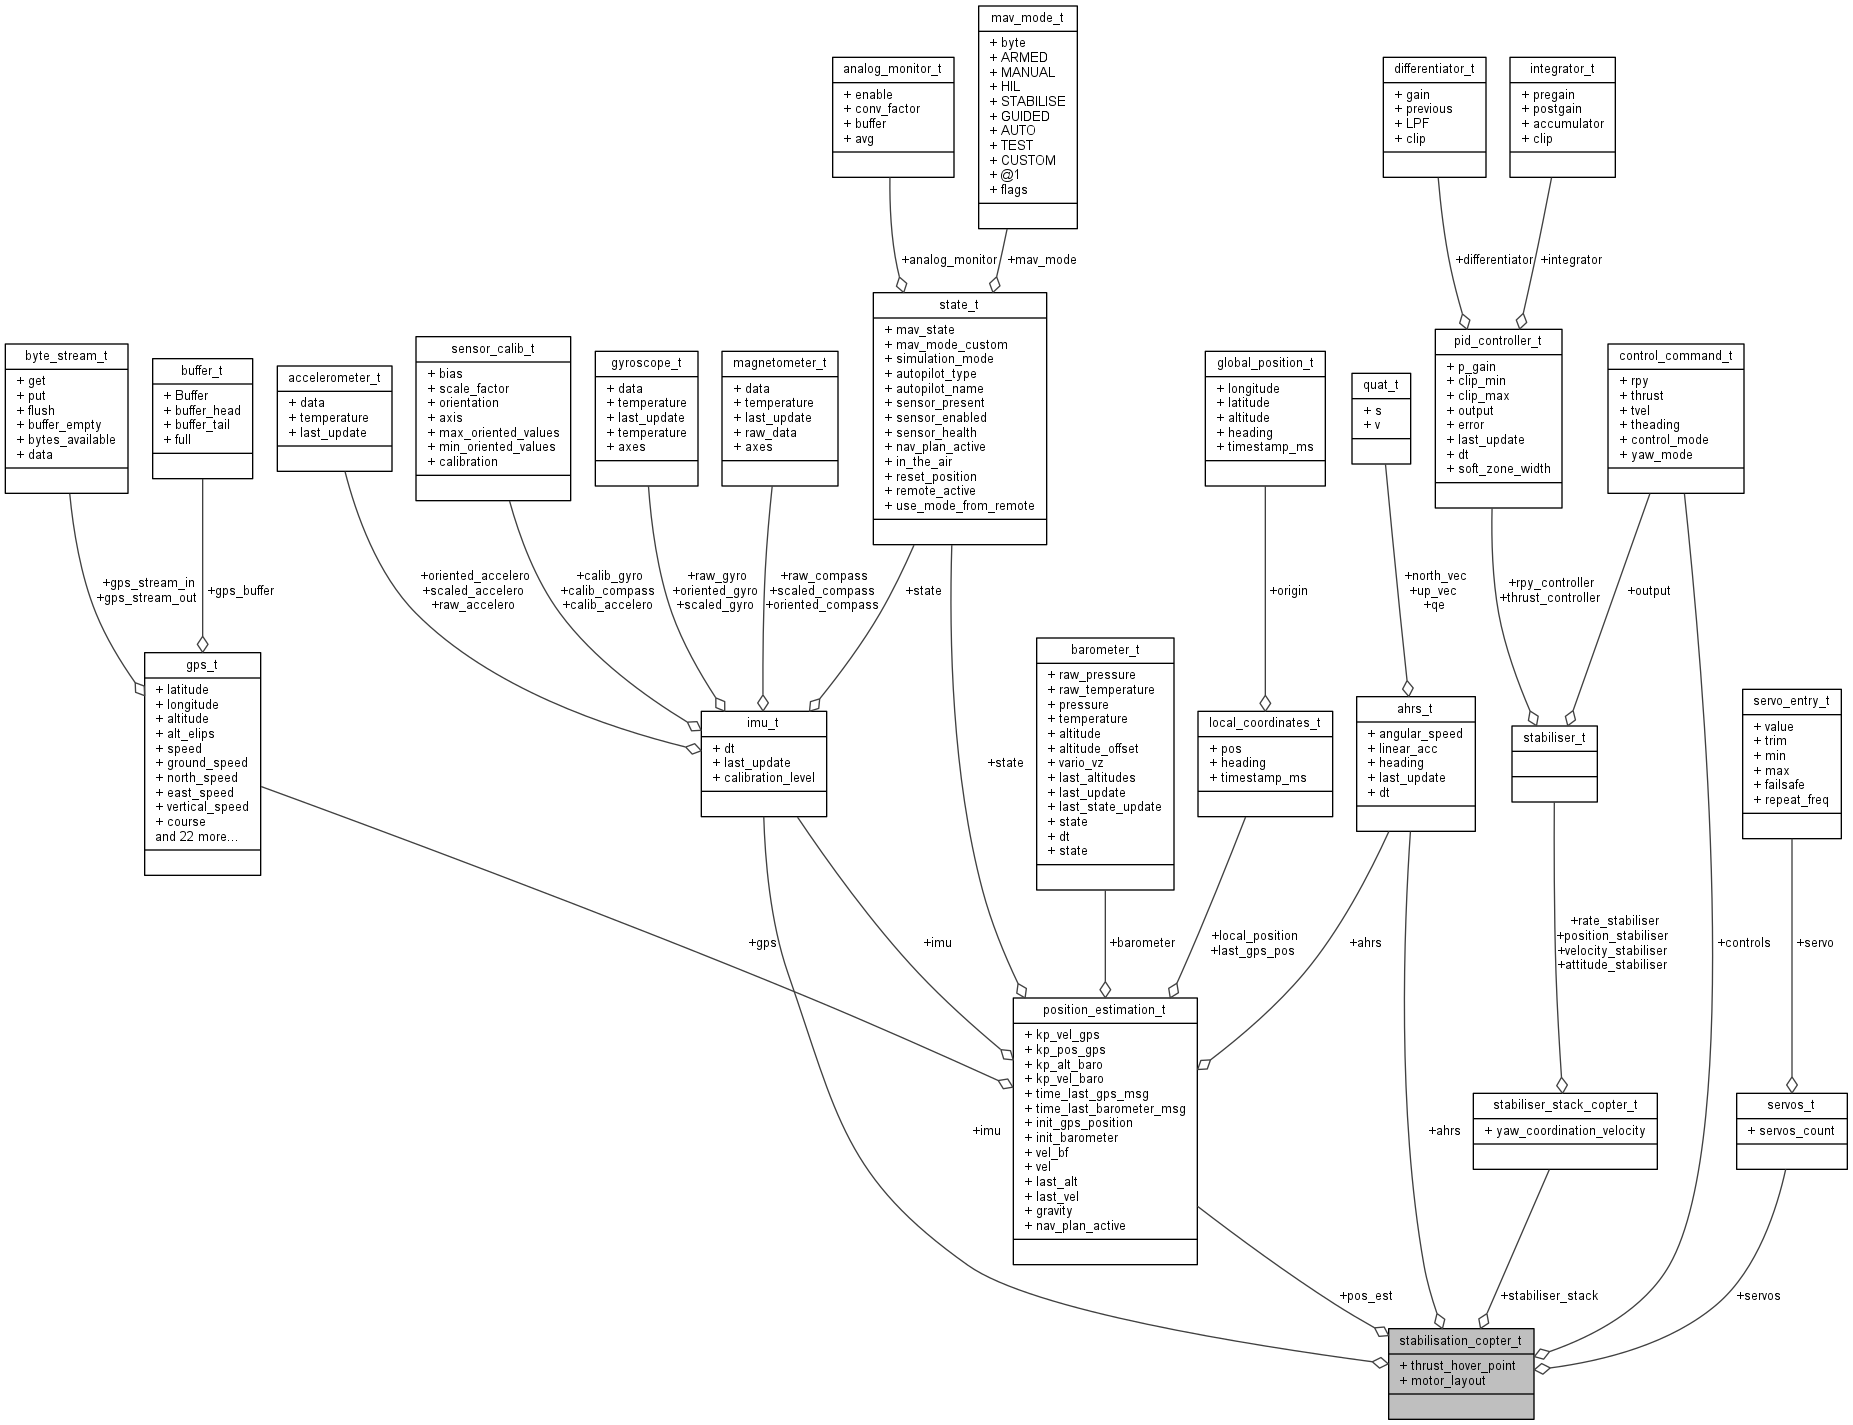 mav_mode_t
+ byte
+ ARMED
+ MANUAL
+ HIL
+ STABILISE
+ GUIDED
+ AUTO
+ TEST
+ CUSTOM
+ @1
+ flags
analog_monitor_t
+ enable
+ conv_factor
+ buffer
+ avg
differentiator_t
+ gain
+ previous
+ LPF
+ clip
integrator_t
+ pregain
+ postgain
+ accumulator
+ clip
+analog_monitor
+mav_mode
+differentiator
+integrator
byte_stream_t
+ get
+ put
+ flush
+ buffer_empty
+ bytes_available
+ data
buffer_t
+ Buffer
+ buffer_head
+ buffer_tail
+ full
accelerometer_t
+ data
+ temperature
+ last_update
sensor_calib_t
+ bias
+ scale_factor
+ orientation
+ axis
+ max_oriented_values
+ min_oriented_values
+ calibration
gyroscope_t
+ data
+ temperature
+ last_update
+ temperature
+ axes
magnetometer_t
+ data
+ temperature
+ last_update
+ raw_data
+ axes
state_t
+ mav_state
+ mav_mode_custom
+ simulation_mode
+ autopilot_type
+ autopilot_name
+ sensor_present
+ sensor_enabled
+ sensor_health
+ nav_plan_active
+ in_the_air
+ reset_position
+ remote_active
+ use_mode_from_remote
global_position_t
+ longitude
+ latitude
+ altitude
+ heading
+ timestamp_ms
quat_t
+ s
+ v
pid_controller_t
+ p_gain
+ clip_min
+ clip_max
+ output
+ error
+ last_update
+ dt
+ soft_zone_width
control_command_t
+ rpy
+ thrust
+ tvel
+ theading
+ control_mode
+ yaw_mode
+gps_stream_in
+gps_stream_out
+gps_buffer
+oriented_accelero
+scaled_accelero
+raw_accelero
+calib_gyro
+calib_compass
+calib_accelero
+raw_gyro
+oriented_gyro
+scaled_gyro
+raw_compass
+scaled_compass
+oriented_compass
+state
+origin
+north_vec
+up_vec
+qe
+rpy_controller
+thrust_controller
+output
gps_t
+ latitude
+ longitude
+ altitude
+ alt_elips
+ speed
+ ground_speed
+ north_speed
+ east_speed
+ vertical_speed
+ course
and 22 more...
imu_t
+ dt
+ last_update
+ calibration_level
+state
barometer_t
+ raw_pressure
+ raw_temperature
+ pressure
+ temperature
+ altitude
+ altitude_offset
+ vario_vz
+ last_altitudes
+ last_update
+ last_state_update
+ state
+ dt
+ state
local_coordinates_t
+ pos
+ heading
+ timestamp_ms
ahrs_t
+ angular_speed
+ linear_acc
+ heading
+ last_update
+ dt
stabiliser_t
servo_entry_t
+ value
+ trim
+ min
+ max
+ failsafe
+ repeat_freq
+gps
+imu
+barometer
+local_position
+last_gps_pos
+ahrs
+rate_stabiliser
+position_stabiliser
+velocity_stabiliser
+attitude_stabiliser
+controls
+servo
position_estimation_t
+ kp_vel_gps
+ kp_pos_gps
+ kp_alt_baro
+ kp_vel_baro
+ time_last_gps_msg
+ time_last_barometer_msg
+ init_gps_position
+ init_barometer
+ vel_bf
+ vel
+ last_alt
+ last_vel
+ gravity
+ nav_plan_active
+imu
+ahrs
stabiliser_stack_copter_t
+ yaw_coordination_velocity
servos_t
+ servos_count
+pos_est
+stabiliser_stack
+servos
stabilisation_copter_t
+ thrust_hover_point
+ motor_layout